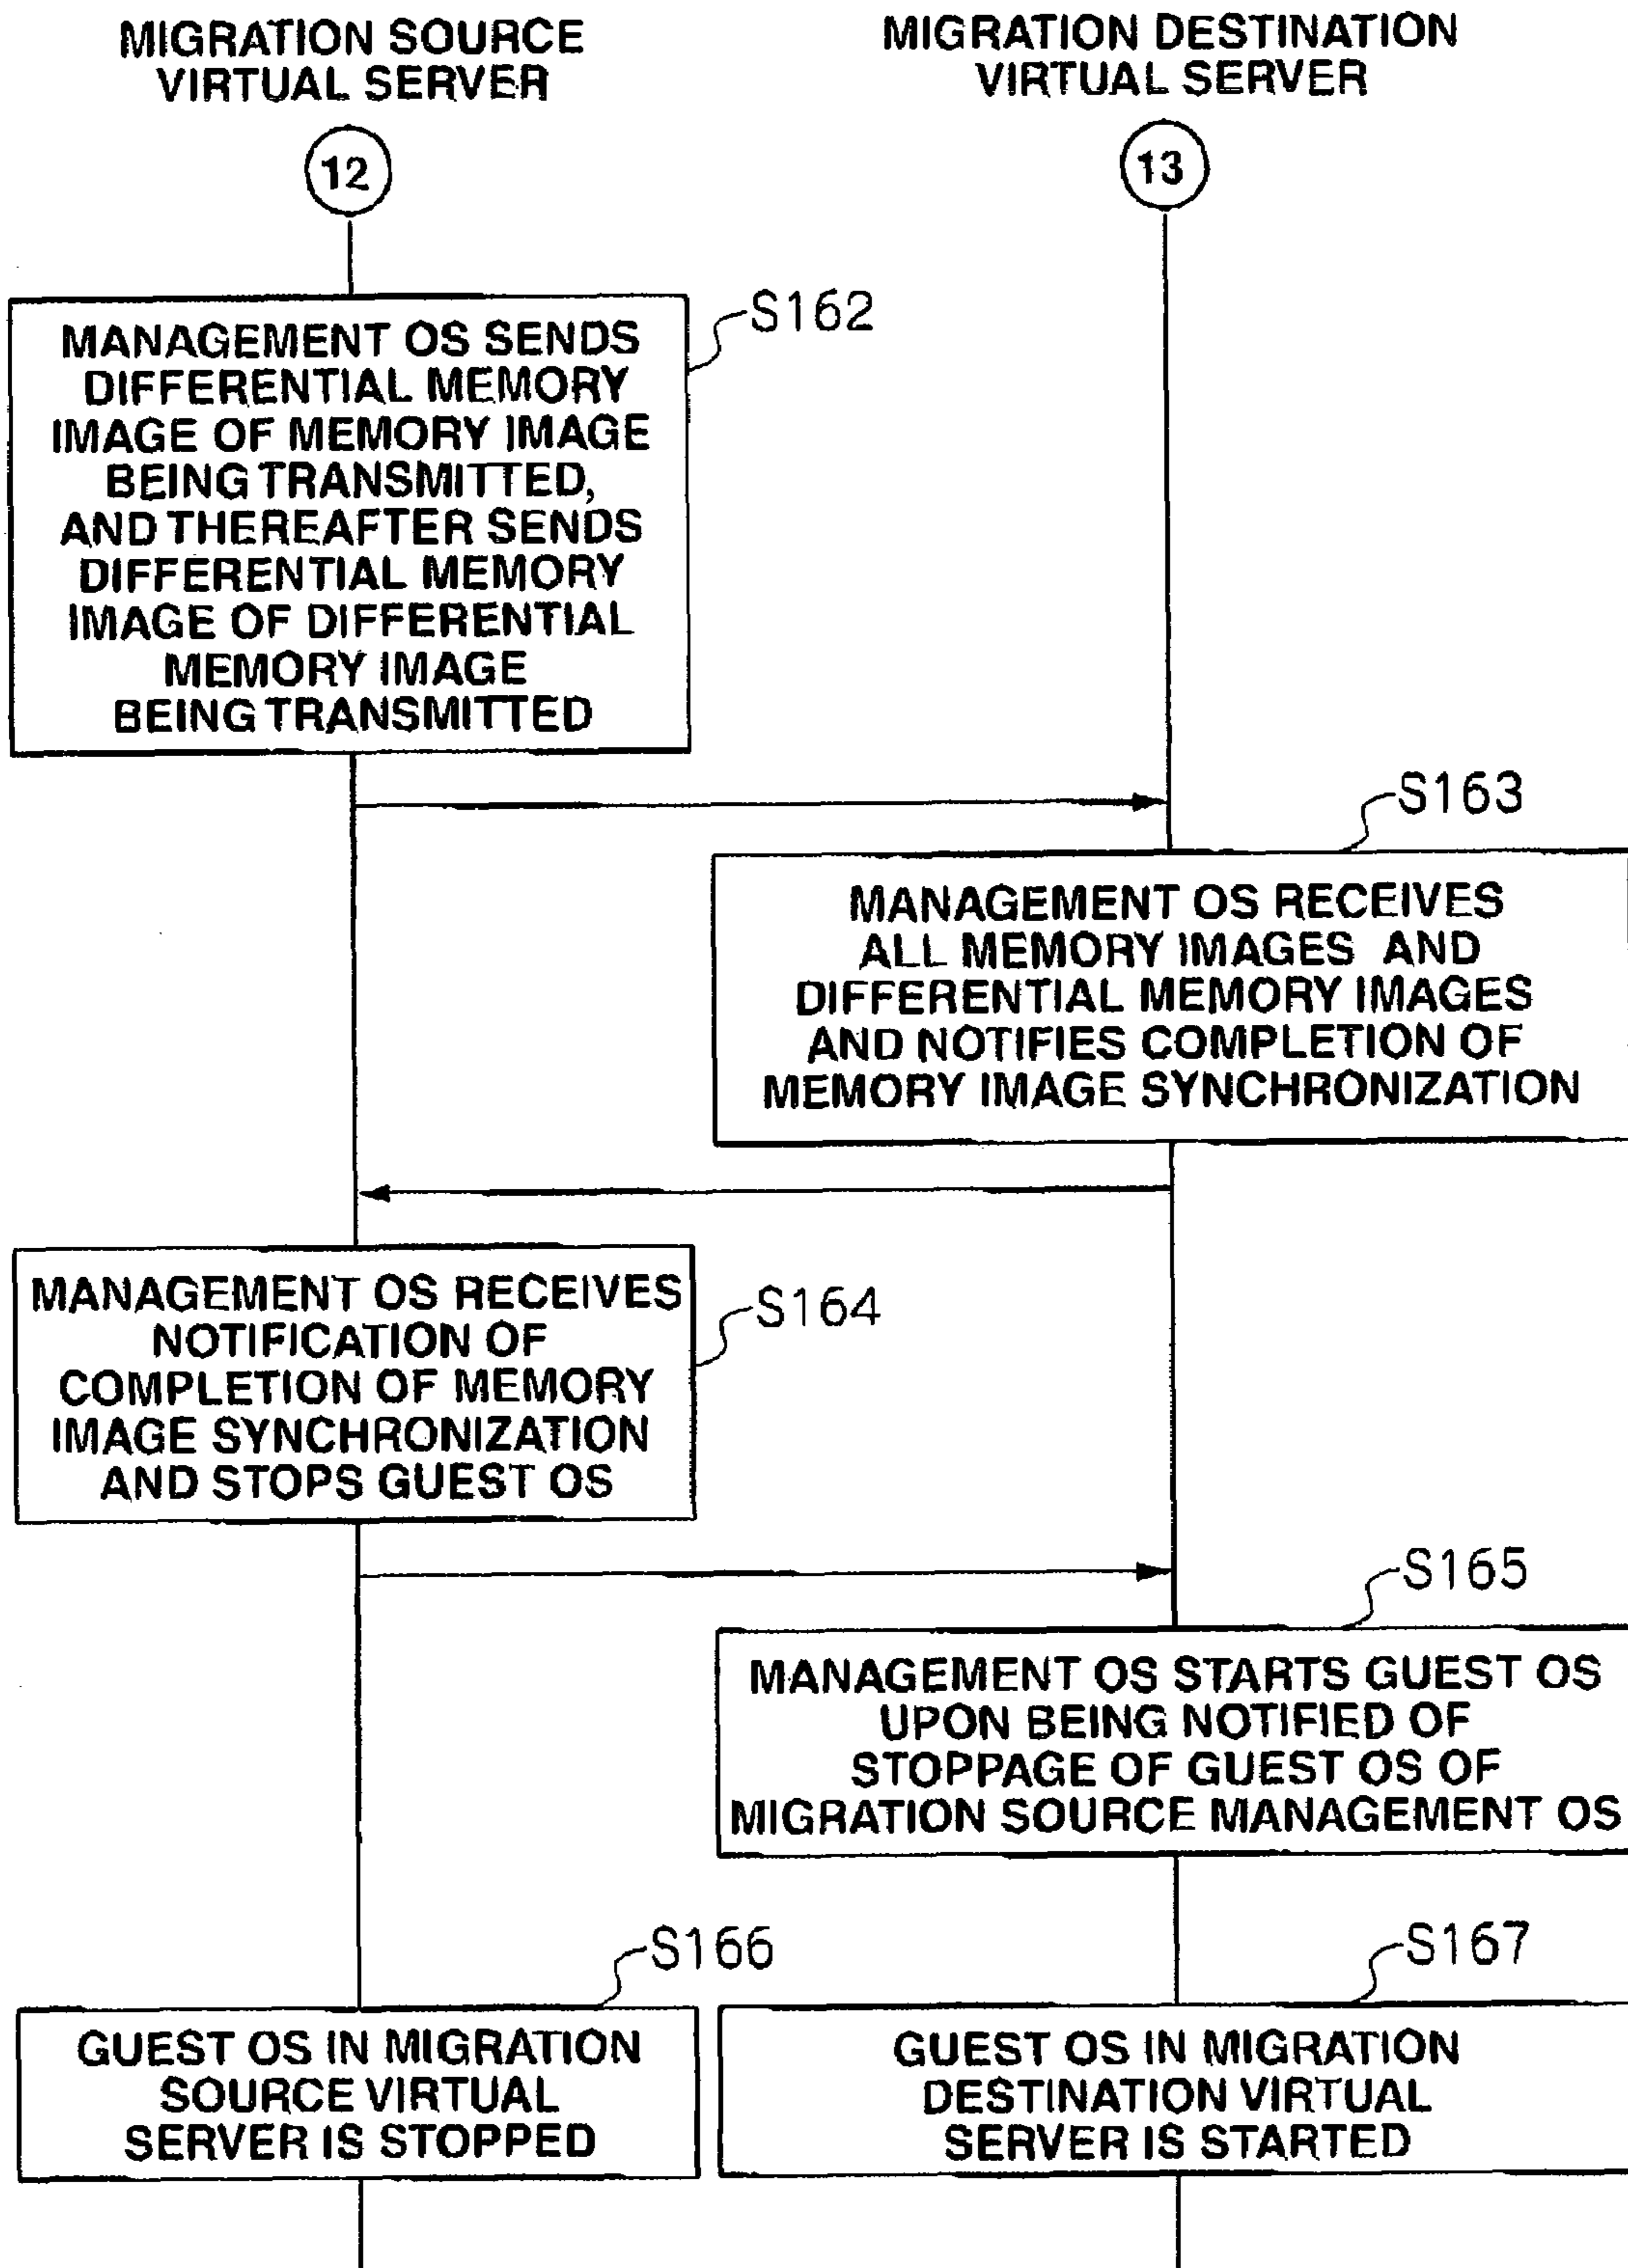 MIGRATION SOURCE
VIRTUAL SERVER
MIGRATION DESTINATION
VIRTUAL SERVER
12
13
S162
MANAGEMENT OS SENDS
DIFFERENTIAL MEMORY
IMAGE OF MEMORY IMAGE
BEING TRANSMITTED,
AND THEREAFTER SENDS
DIFFERENTIAL MEMORY
IMAGE OF DIFFERENTIAL
MEMORY IMAGE
BEING TRANSMITTED
S163
MANAGEMENT OS RECEIVES
ALL MEMORY IMAGES AND
DIFFERENTIAL MEMORY IMAGES
AND NOTIFIES COMPLETION OF
MEMORY IMAGE SYNCHRONIZATION
MANAGEMENT OS RECEIVES
NOTIFICATION OF
COMPLETION OF MEMORY
IMAGE SYNCHRONIZATION
AND STOPS GUEST OS
S164
S165
MANAGEMENT OS STARTS GUEST OS
UPON BEING NOTIFIED OF
STOPPAGE OF GUEST OS OF
MIGRATION SOURCE MANAGEMENT OS
S166
GUEST OS IN MIGRATION
SOURCE VIRTUAL
SERVER IS STOPPED
S167
GUEST OS IN MIGRATION
DESTINATION VIRTUAL
SERVER IS STARTED